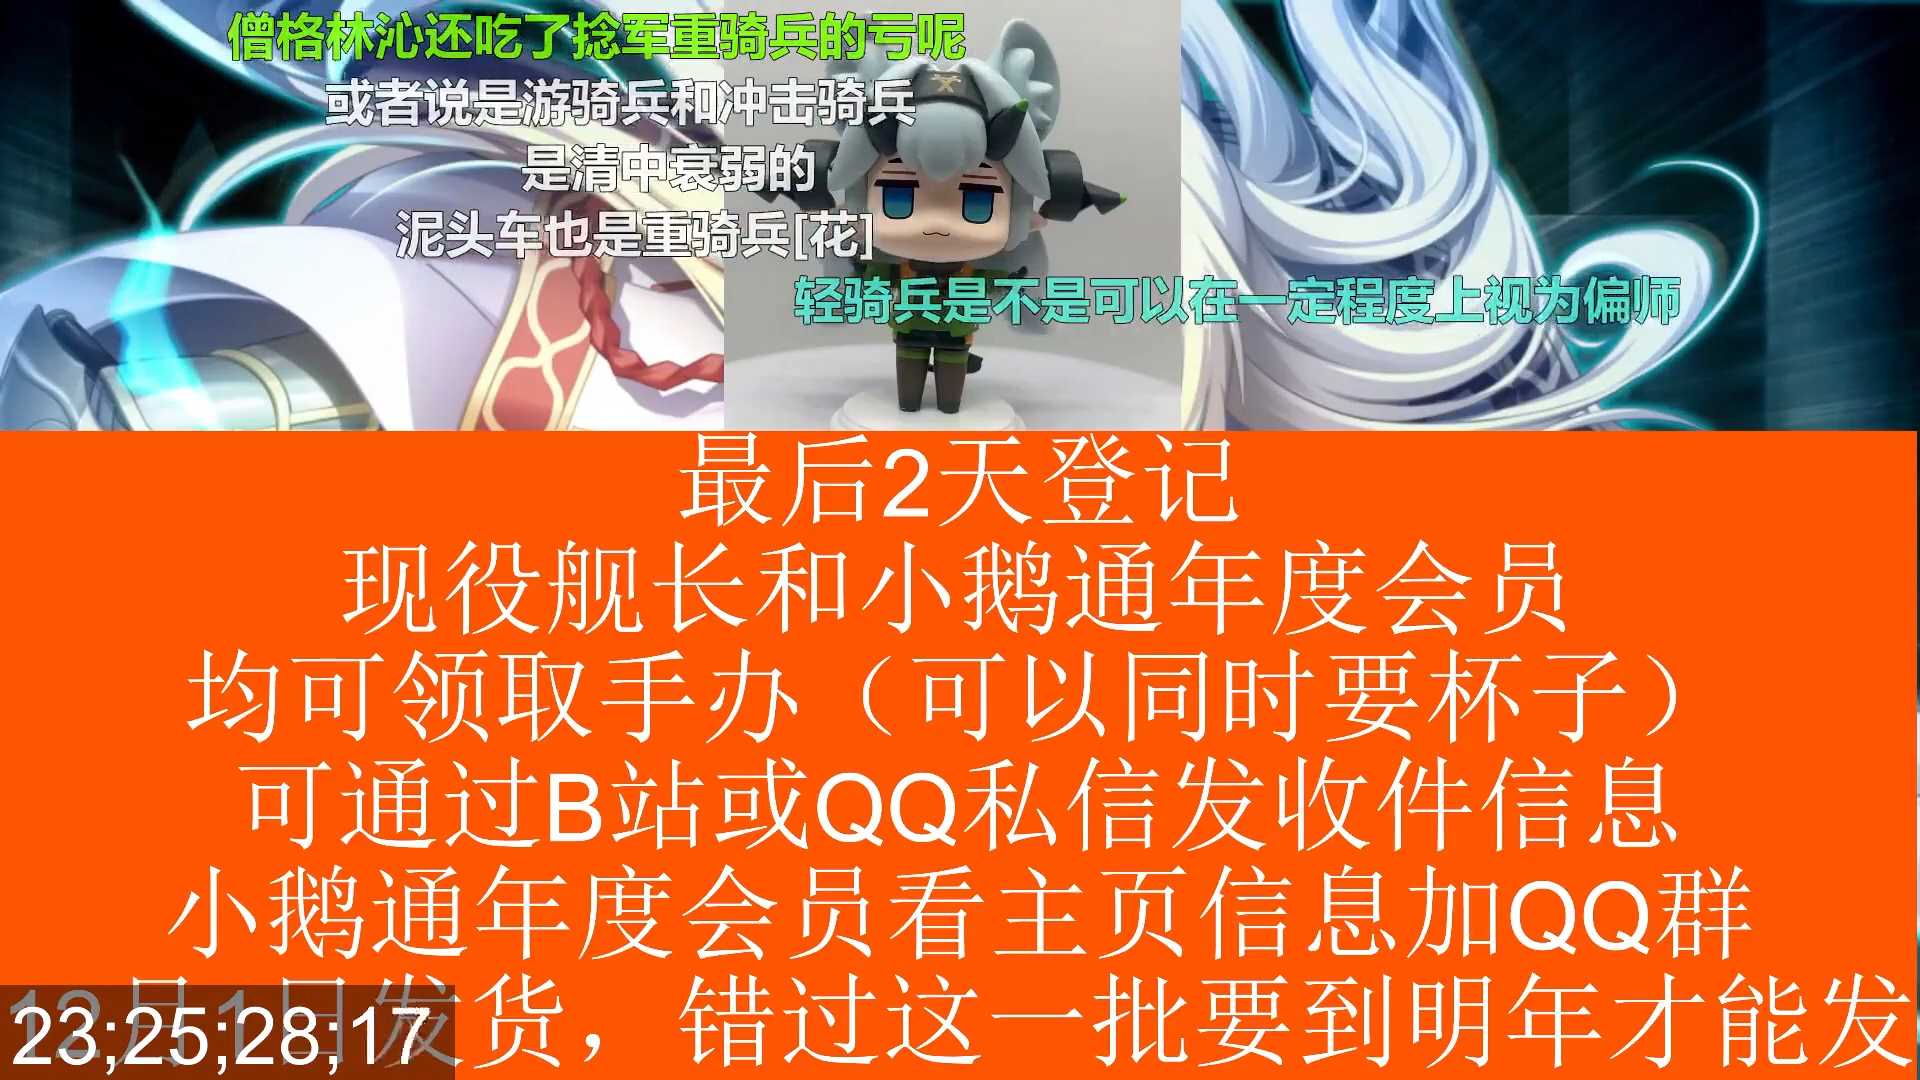 僧格林沁还吃了捻军重骑兵的亏呢
或者说是游骑兵和冲击骑兵
是清中衰弱的
泥头车也是重骑兵[花]
轻骑兵是不是可以在一定程度上视为偏师
最后2天登记
现役舰长和小鹅通年度会员
均可领取手办（可以同时要杯子）
可通过B站或QQ私信发收件信息
小鹅通年度会员看主页信息加QQ群
12月1日发货，错过这一批要到明年才能发
23;25;28;17